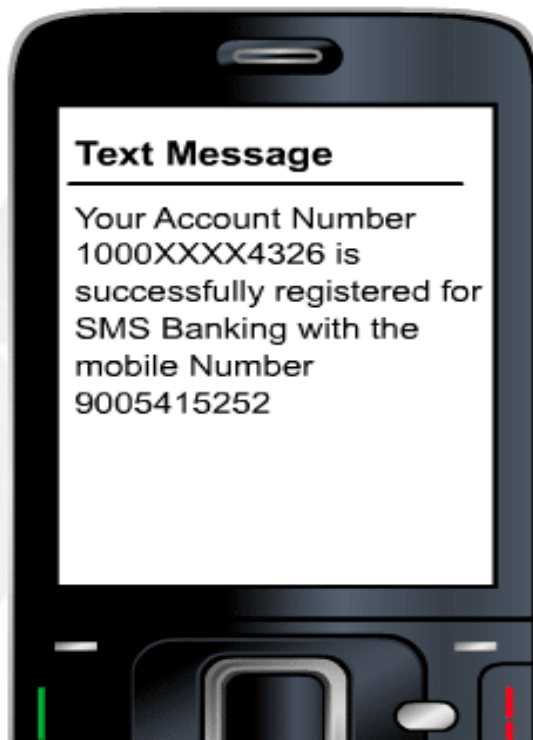 Text Message
Your Account Number
1000XXXX4326 is
successfully registered for
SMS Banking with the
mobile Number
9005415252